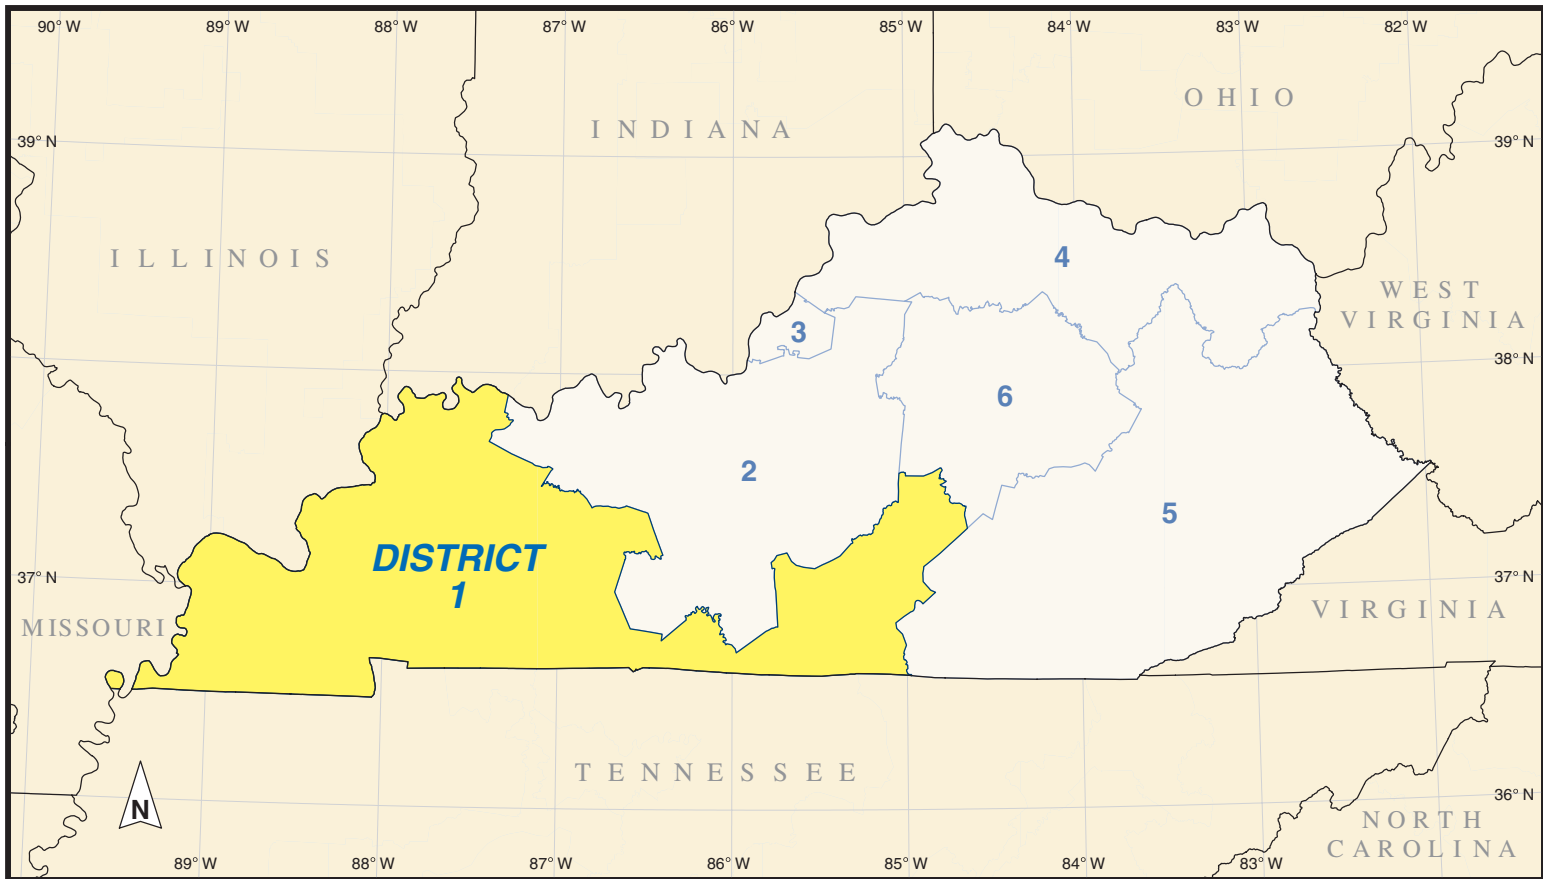 90° W 89° W 88° W 87° W 86° W 85° W 84° W 83° W 82° W
OHIO
INDIANA
39° N 39° N
ILLINOIS
4
WEST
VIRGINIA
3
38° N
6
2
5
DISTRICT
1
37° N 37° N
VIRGINIA
MISSOURI
TENNESSEE
36° N
N
NORTH
CAROLINA
89° W 88° W 87° W 86° W 85° W 84° W 83° W